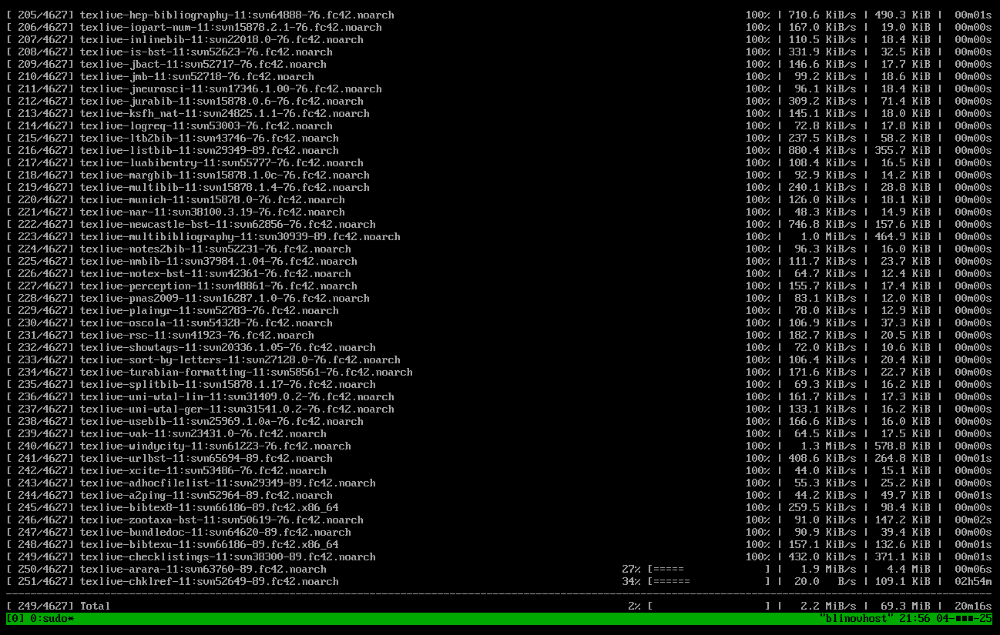 [ 205/4627] texlive-hep-bibliography-11:svn64888-76.fc42.noarch 100% | 710.6 KiB/s | 490.3 KiB | 00m01s
[ 206/4627] texlive-iopart-num-11:svn15878.2.1-76.fc42.noarch 100% | 167.0 KiB/s | 19.0 KiB | 00m00s
[ 207/4627] texlive-inlinebib-11:svn22018.0-76.fc42.noarch 100% | 110.5 KiB/s | 18.4 KiB | 00m00s
[ 208/4627] texlive-is-bst-11:svn52623-76.fc42.noarch 100% | 331.9 KiB/s | 32.5 KiB | 00m00s
[ 209/4627] texlive-jbact-11:svn52717-76.fc42.noarch 100% | 146.6 KiB/s | 17.7 KiB | 00m00s
[ 210/4627] texlive-jmb-11:svn52718-76.fc42.noarch 100% | 99.2 KiB/s | 18.6 KiB | 00m00s
[ 211/4627] texlive-jneurosci-11:svn17346.1.00-76.fc42.noarch 100% | 96.1 KiB/s | 18.4 KiB | 00m00s
[ 212/4627] texlive-jurabib-11:svn15878.0.6-76.fc42.noarch 100% | 309.2 KiB/s | 71.4 KiB | 00m00s
[ 213/4627] texlive-ksfh_nat-11:svn24825.1.1-76.fc42.noarch 100% | 145.1 KiB/s | 18.0 KiB | 00m00s
[ 214/4627] texlive-logreq-11:svn53003-76.fc42.noarch 100% | 72.8 KiB/s | 17.8 KiB | 00m00s
[ 215/4627] texlive-ltb2bib-11:svn43746-76.fc42.noarch 100% | 237.5 KiB/s | 58.2 KiB | 00m00s
[ 216/4627] texlive-listbib-11:svn29349-89.fc42.noarch 100% | 880.4 KiB/s | 355.7 KiB | 00m00s
[ 217/4627] texlive-luabibentry-11:svn55777-76.fc42.noarch 100% | 108.4 KiB/s | 16.5 KiB | 00m00s
[ 218/4627] texlive-margbib-11:svn15878.1.0c-76.fc42.noarch 100% | 92.9 KiB/s | 14.2 KiB | 00m00s
[ 219/4627] texlive-multibib-11:svn15878.1.4-76.fc42.noarch 100% | 240.1 KiB/s | 28.8 KiB | 00m00s
[ 220/4627] texlive-munich-11:svn15878.0-76.fc42.noarch 100% | 126.0 KiB/s | 18.1 KiB | 00m00s
[ 221/4627] texlive-nar-11:svn38100.3.19-76.fc42.noarch 100% | 48.3 KiB/s | 14.9 KiB | 00m00s
[ 222/4627] texlive-newcastle-bst-11:svn62856-76.fc42.noarch 100% | 746.8 KiB/s | 157.6 KiB | 00m00s
[ 223/4627] texlive-multibibliography-11:svn30939-89.fc42.noarch 100% | 1.0 MiB/s | 464.9 KiB | 00m00s
[ 224/4627] texlive-notes2bib-11:svn52231-76.fc42.noarch 100% | 96.3 KiB/s | 16.0 KiB | 00m00s
[ 225/4627] texlive-nmbib-11:svn37984.1.04-76.fc42.noarch 100% | 111.7 KiB/s | 23.7 KiB | 00m00s
[ 226/4627] texlive-notex-bst-11:svn42361-76.fc42.noarch 100% | 64.7 KiB/s | 12.4 KiB | 00m00s
[ 227/4627] texlive-perception-11:svn48861-76.fc42.noarch 100% | 155.7 KiB/s | 17.4 KiB | 00m00s
[ 228/4627] texlive-pnas2009-11:svn16287.1.0-76.fc42.noarch 100% | 83.1 KiB/s | 12.0 KiB | 00m00s
[ 229/4627] texlive-plainyr-11:svn52783-76.fc42.noarch 100% | 78.0 KiB/s | 12.9 KiB | 00m00s
[ 230/4627] texlive-oscola-11:svn54328-76.fc42.noarch 100% | 106.9 KiB/s | 37.3 KiB | 00m00s
[ 231/4627] texlive-rsc-11:svn41923-76.fc42.noarch 100% | 182.7 KiB/s | 20.5 KiB | 00m00s
[ 232/4627] texlive-showtags-11:svn20336.1.05-76.fc42.noarch 100% | 72.0 KiB/s | 10.6 KiB | 00m00s
[ 233/4627] texlive-sort-by-letters-11:svn27128.0-76.fc42.noarch 100% | 106.4 KiB/s | 20.4 KiB | 00m00s
[ 234/4627] texlive-turabian-formatting-11:svn58561-76.fc42.noarch 100% | 171.6 KiB/s | 22.7 KiB | 00m00s
[ 235/4627] texlive-splitbib-11:svn15878.1.17-76.fc42.noarch 100% | 69.3 KiB/s | 16.2 KiB | 00m00s
[ 236/4627] texlive-uni-wtal-lin-11:svn31409.0.2-76.fc42.noarch 100% | 161.7 KiB/s | 17.3 KiB | 00m00s
[ 237/4627] texlive-uni-wtal-ger-11:svn31541.0.2-76.fc42.noarch 100% | 133.1 KiB/s | 16.2 KiB | 00m00s
[ 238/4627] texlive-usebib-11:svn25969.1.0a-76.fc42.noarch 100% | 166.6 KiB/s | 16.0 KiB | 00m00s
[ 239/4627] texlive-vak-11:svn23431.0-76.fc42.noarch 100% | 64.5 KiB/s | 17.5 KiB | 00m00s
[ 240/4627] texlive-windycity-11:svn61223-76.fc42.noarch 100% | 1.3 MiB/s | 578.8 KiB | 00m00s
[ 241/4627] texlive-urlbst-11:svn65694-89.fc42.noarch 100% | 408.6 KiB/s | 264.8 KiB | 00m01s
[ 242/4627] texlive-xcite-11:svn53486-76.fc42.noarch 100% | 44.0 KiB/s | 15.1 KiB | 00m00s
[ 243/4627] texlive-adhocfilelist-11:svn29349-89.fc42.noarch 100% | 55.3 KiB/s | 25.2 KiB | 00m00s
[ 244/4627] texlive-a2ping-11:svn52964-89.fc42.noarch 100% | 44.2 KiB/s | 49.7 KiB | 00m01s
[ 245/4627] texlive-bibtex8-11:svn66186-89.fc42.x86_64 100% | 259.5 KiB/s | 98.4 KiB | 00m00s
[ 246/4627] texlive-zootaxa-bst-11:svn50619-76.fc42.noarch 100% | 91.0 KiB/s | 147.2 KiB | 00m02s
[ 247/4627] texlive-bundledoc-11:svn64620-89.fc42.noarch 100% | 90.9 KiB/s | 39.4 KiB | 00m00s
[ 248/4627] texlive-bibtexu-11:svn66186-89.fc42.x86_64 100% | 157.1 KiB/s | 132.6 KiB | 00m01s
[ 249/4627] texlive-checklistings-11:svn38300-89.fc42.noarch 100% | 432.0 KiB/s | 371.1 KiB | 00m01s
[ 250/4627] texlive-arara-11:svn63760-89.fc42.noarch 27% [===== ] | 1.9 MiB/s | 4.4 MiB | 00m06s
[ 251/4627] texlive-chklref-11:svn52649-89.fc42.noarch 34% [====== ] | 20.0 B/s | 109.1 KiB | 02h54m
[ 249/4627] Total 2% [ ] | 2.2 MiB/s | 69.3 MiB | 20m16s
[0] 0:sudo* "blinovhost" 21:56 04-■■■-25